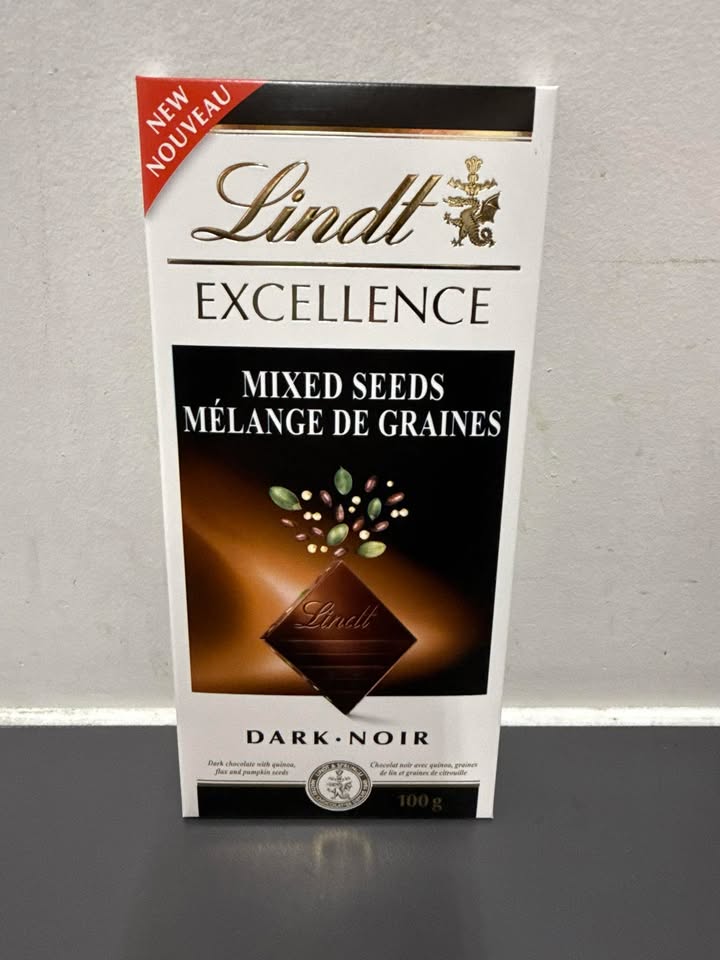 NEW
NOUVEAU
Lindt
EXCELLENCE
MIXED SEEDS
MÉLANGE DE GRAINES
Lindt
DARK • NOIR
Dark chocolate with quinoa,
flax and pumpkin seeds
Chocolat noir avec quinoa, graines
de lin et graines de citrouille
100 g